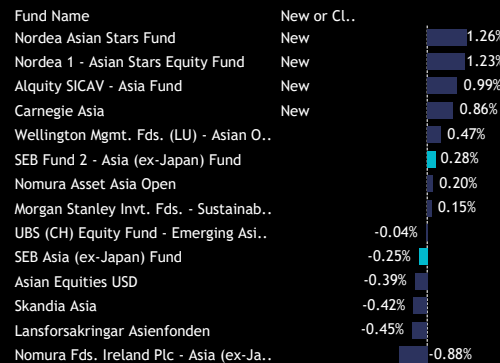 Fund Name New or Cl..
Nordea Asian Stars Fund New 1.26%
Nordea 1 - Asian Stars Equity Fund New 1.23%
Alquity SICAV - Asia Fund New 0.99%
Carnegie Asia New 0.86%
Wellington Mgmt. Fds. (LU) - Asian O.. 0.47%
SEB Fund 2 - Asia (ex-Japan) Fund 0.28%
Nomura Asset Asia Open 0.20%
Morgan Stanley Invt. Fds. - Sustainab.. 0.15%
UBS (CH) Equity Fund - Emerging Asi.. -0.04%
SEB Asia (ex-Japan) Fund -0.25%
Asian Equities USD -0.39%
Skandia Asia -0.42%
Lansforsakringar Asienfonden -0.45%
Nomura Fds. Ireland Plc - Asia (ex-Ja.. -0.88%